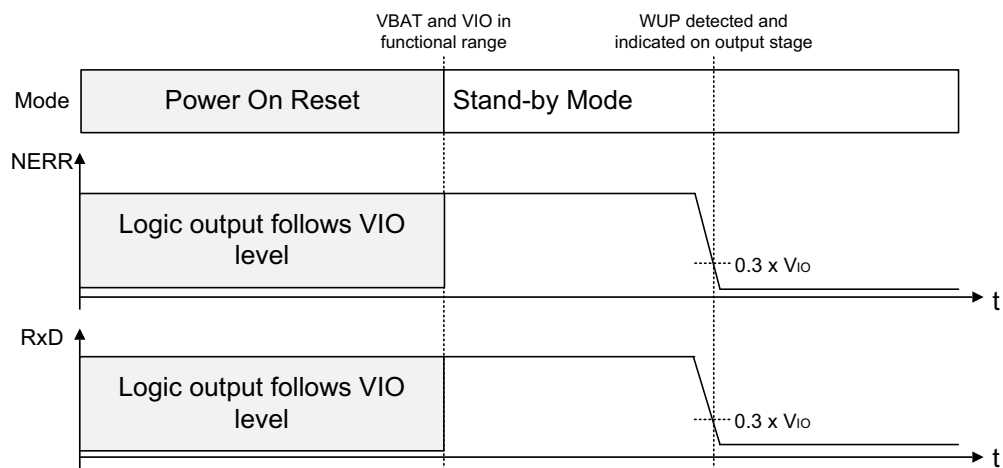 VBAT and VIO in
functional range
WUP detected and
indicated on output stage
Mode
Power On Reset
Stand-by Mode
NERR
Logic output follows VIO
level
0.3 x VIO
t
RxD
Logic output follows VIO
level
0.3 x VIO
t